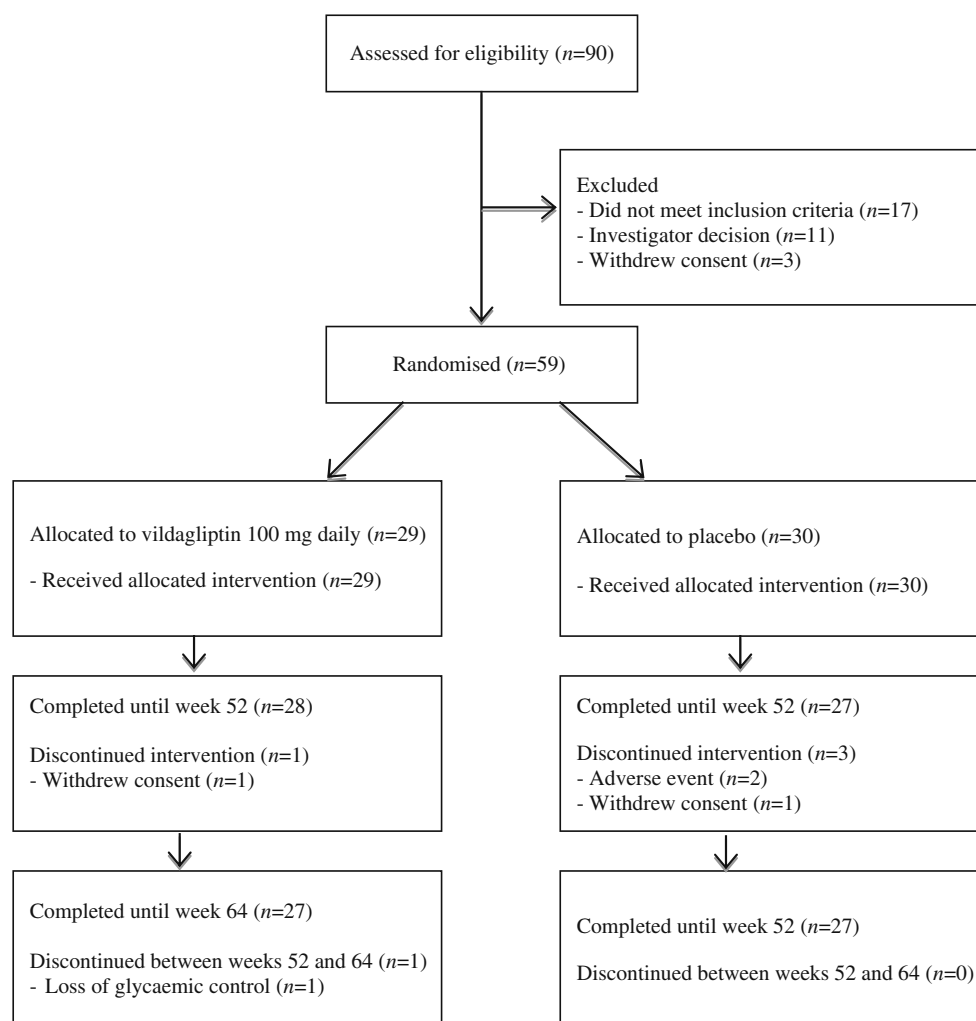 Assessed for eligibility (n=90)
Excluded
- Did not meet inclusion criteria (n=17)
- Investigator decision (n=11)
- Withdrew consent (n=3)
Randomised (n=59)
Allocated to vildagliptin 100 mg daily (n=29)
- Received allocated intervention (n=29)
Allocated to placebo (n=30)
- Received allocated intervention (n=30)
Completed until week 52 (n=28)
Discontinued intervention (n=1)
- Withdrew consent (n=1)
Completed until week 52 (n=27)
Discontinued intervention (n=3)
- Adverse event (n=2)
- Withdrew consent (n=1)
Completed until week 64 (n=27)
Discontinued between weeks 52 and 64 (n=1)
- Loss of glycaemic control (n=1)
Completed until week 52 (n=27)
Discontinued between weeks 52 and 64 (n=0)